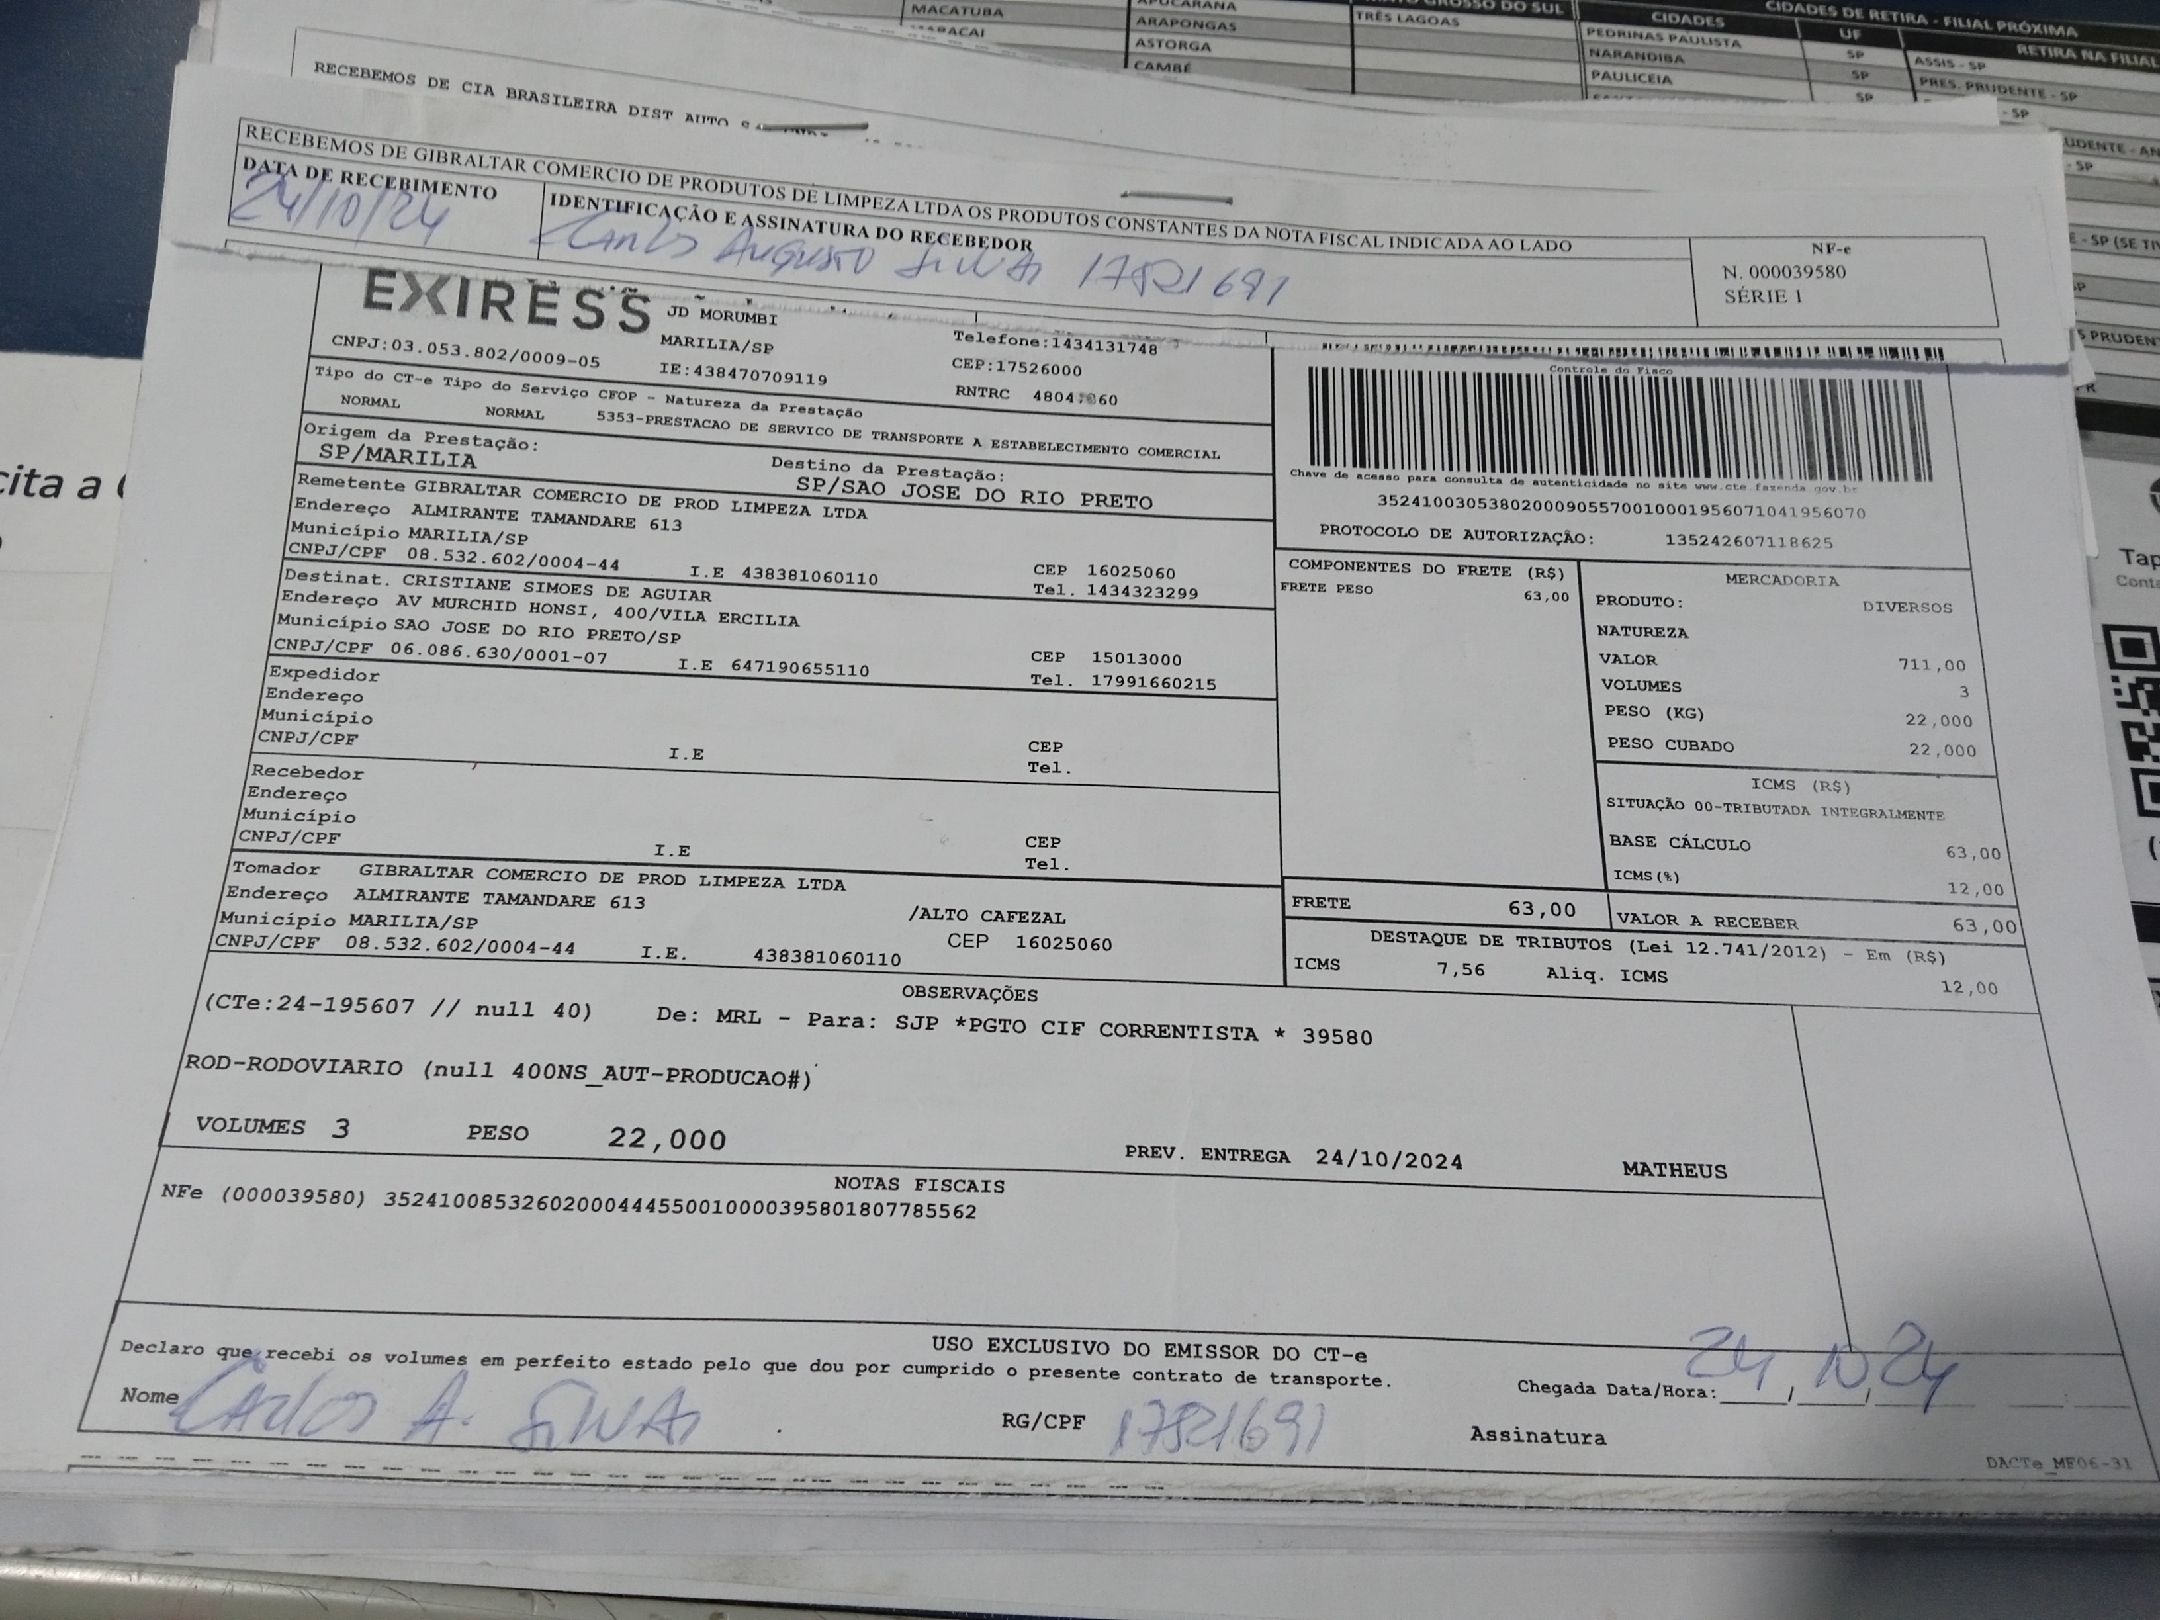 MACATUBA
APUCARANA
ARAPONGAS
ASTORGA
CAMBÉ
TRÊS LAGOAS
CIDADES
UF
PEDRINAS PAULISTA
SP
NARANDIBA
SP
PAULICEIA
SP
CIDADES DE RETIRA - FILIAL PRÓXIMA
RETIRA NA FILIAL
ASSIS - SP
PRES. PRUDENTE - SP
RECEBEMOS DE CIA BRASILEIRA DIST AUTO
RECEBEMOS DE GIBRALTAR COMERCIO DE PRODUTOS DE LIMPEZA LTDA OS PRODUTOS CONSTANTES DA NOTA FISCAL INDICADA AO LADO
DATA DE RECEBIMENTO
24/10/24
IDENTIFICAÇÃO E ASSINATURA DO RECEBEDOR
Carlos Augusto Silva 17821691
NF-e
N. 000039580
SÉRIE 1
JD MORUMBI
MARILIA/SP
Telefone:1434131748
CNPJ:03.053.802/0009-05
IE:438470709119
CEP:17526000
RNTRC
Tipo do CT-e Tipo do Serviço CFOP - Natureza da Prestação
NORMAL NORMAL 5353-PRESTACAO DE SERVICO DE TRANSPORTE A ESTABELECIMENTO COMERCIAL
Origem da Prestação:
SP/MARILIA
Destino da Prestação:
SP/SAO JOSE DO RIO PRETO
Remetente GIBRALTAR COMERCIO DE PROD LIMPEZA LTDA
Endereço ALMIRANTE TAMANDARE 613
Município MARILIA/SP
CEP 16025060
CNPJ/CPF 08.532.602/0004-44 I.E 438381060110
Tel. 1434323299
Destinat. CRISTIANE SIMOES DE AGUIAR
Endereço AV MURCHID HONSI, 400/VILA ERCILIA
Município SAO JOSE DO RIO PRETO/SP
CEP 15013000
CNPJ/CPF 06.086.630/0001-07 I.E 647190655110
Tel. 17991660215
Expedidor
Endereço
Município
CEP
CNPJ/CPF I.E
Tel.
Recebedor
Endereço
Município
CEP
CNPJ/CPF I.E
Tel.
Tomador GIBRALTAR COMERCIO DE PROD LIMPEZA LTDA
Endereço ALMIRANTE TAMANDARE 613 /ALTO CAFEZAL
Município MARILIA/SP CEP 16025060
CNPJ/CPF 08.532.602/0004-44 I.E. 438381060110
Controle do Fisco
Chave de acesso para consulta de autenticidade no site www.cte.fazenda.gov.br
35241003053802000905570010001956071041956070
PROTOCOLO DE AUTORIZAÇÃO: 135242607118625
COMPONENTES DO FRETE (R$)
FRETE PESO 63,00
MERCADORIA
PRODUTO: DIVERSOS
NATUREZA
VALOR 711,00
VOLUMES 3
PESO (KG) 22,000
PESO CUBADO 22,000
ICMS (R$)
SITUAÇÃO 00-TRIBUTADA INTEGRALMENTE
BASE CÁLCULO 63,00
ICMS(%) 12,00
FRETE 63,00
VALOR A RECEBER 63,00
DESTAQUE DE TRIBUTOS (Lei 12.741/2012) - Em (R$)
ICMS 7,56 Aliq. ICMS 12,00
OBSERVAÇÕES
(CTe:24-195607 // null 40) De: MRL - Para: SJP *PGTO CIF CORRENTISTA * 39580
ROD-RODOVIARIO (null 400NS_AUT-PRODUCAO#)
VOLUMES 3 PESO 22,000 PREV. ENTREGA 24/10/2024 MATHEUS
NOTAS FISCAIS
NFe (000039580) 35241008532602000444550010000395801807785562
USO EXCLUSIVO DO EMISSOR DO CT-e
Declaro que recebi os volumes em perfeito estado pelo que dou por cumprido o presente contrato de transporte.
Chegada Data/Hora: 24/10/24
Nome Carlos A. Silva
RG/CPF 17821691
Assinatura
DACTe_MF06-31